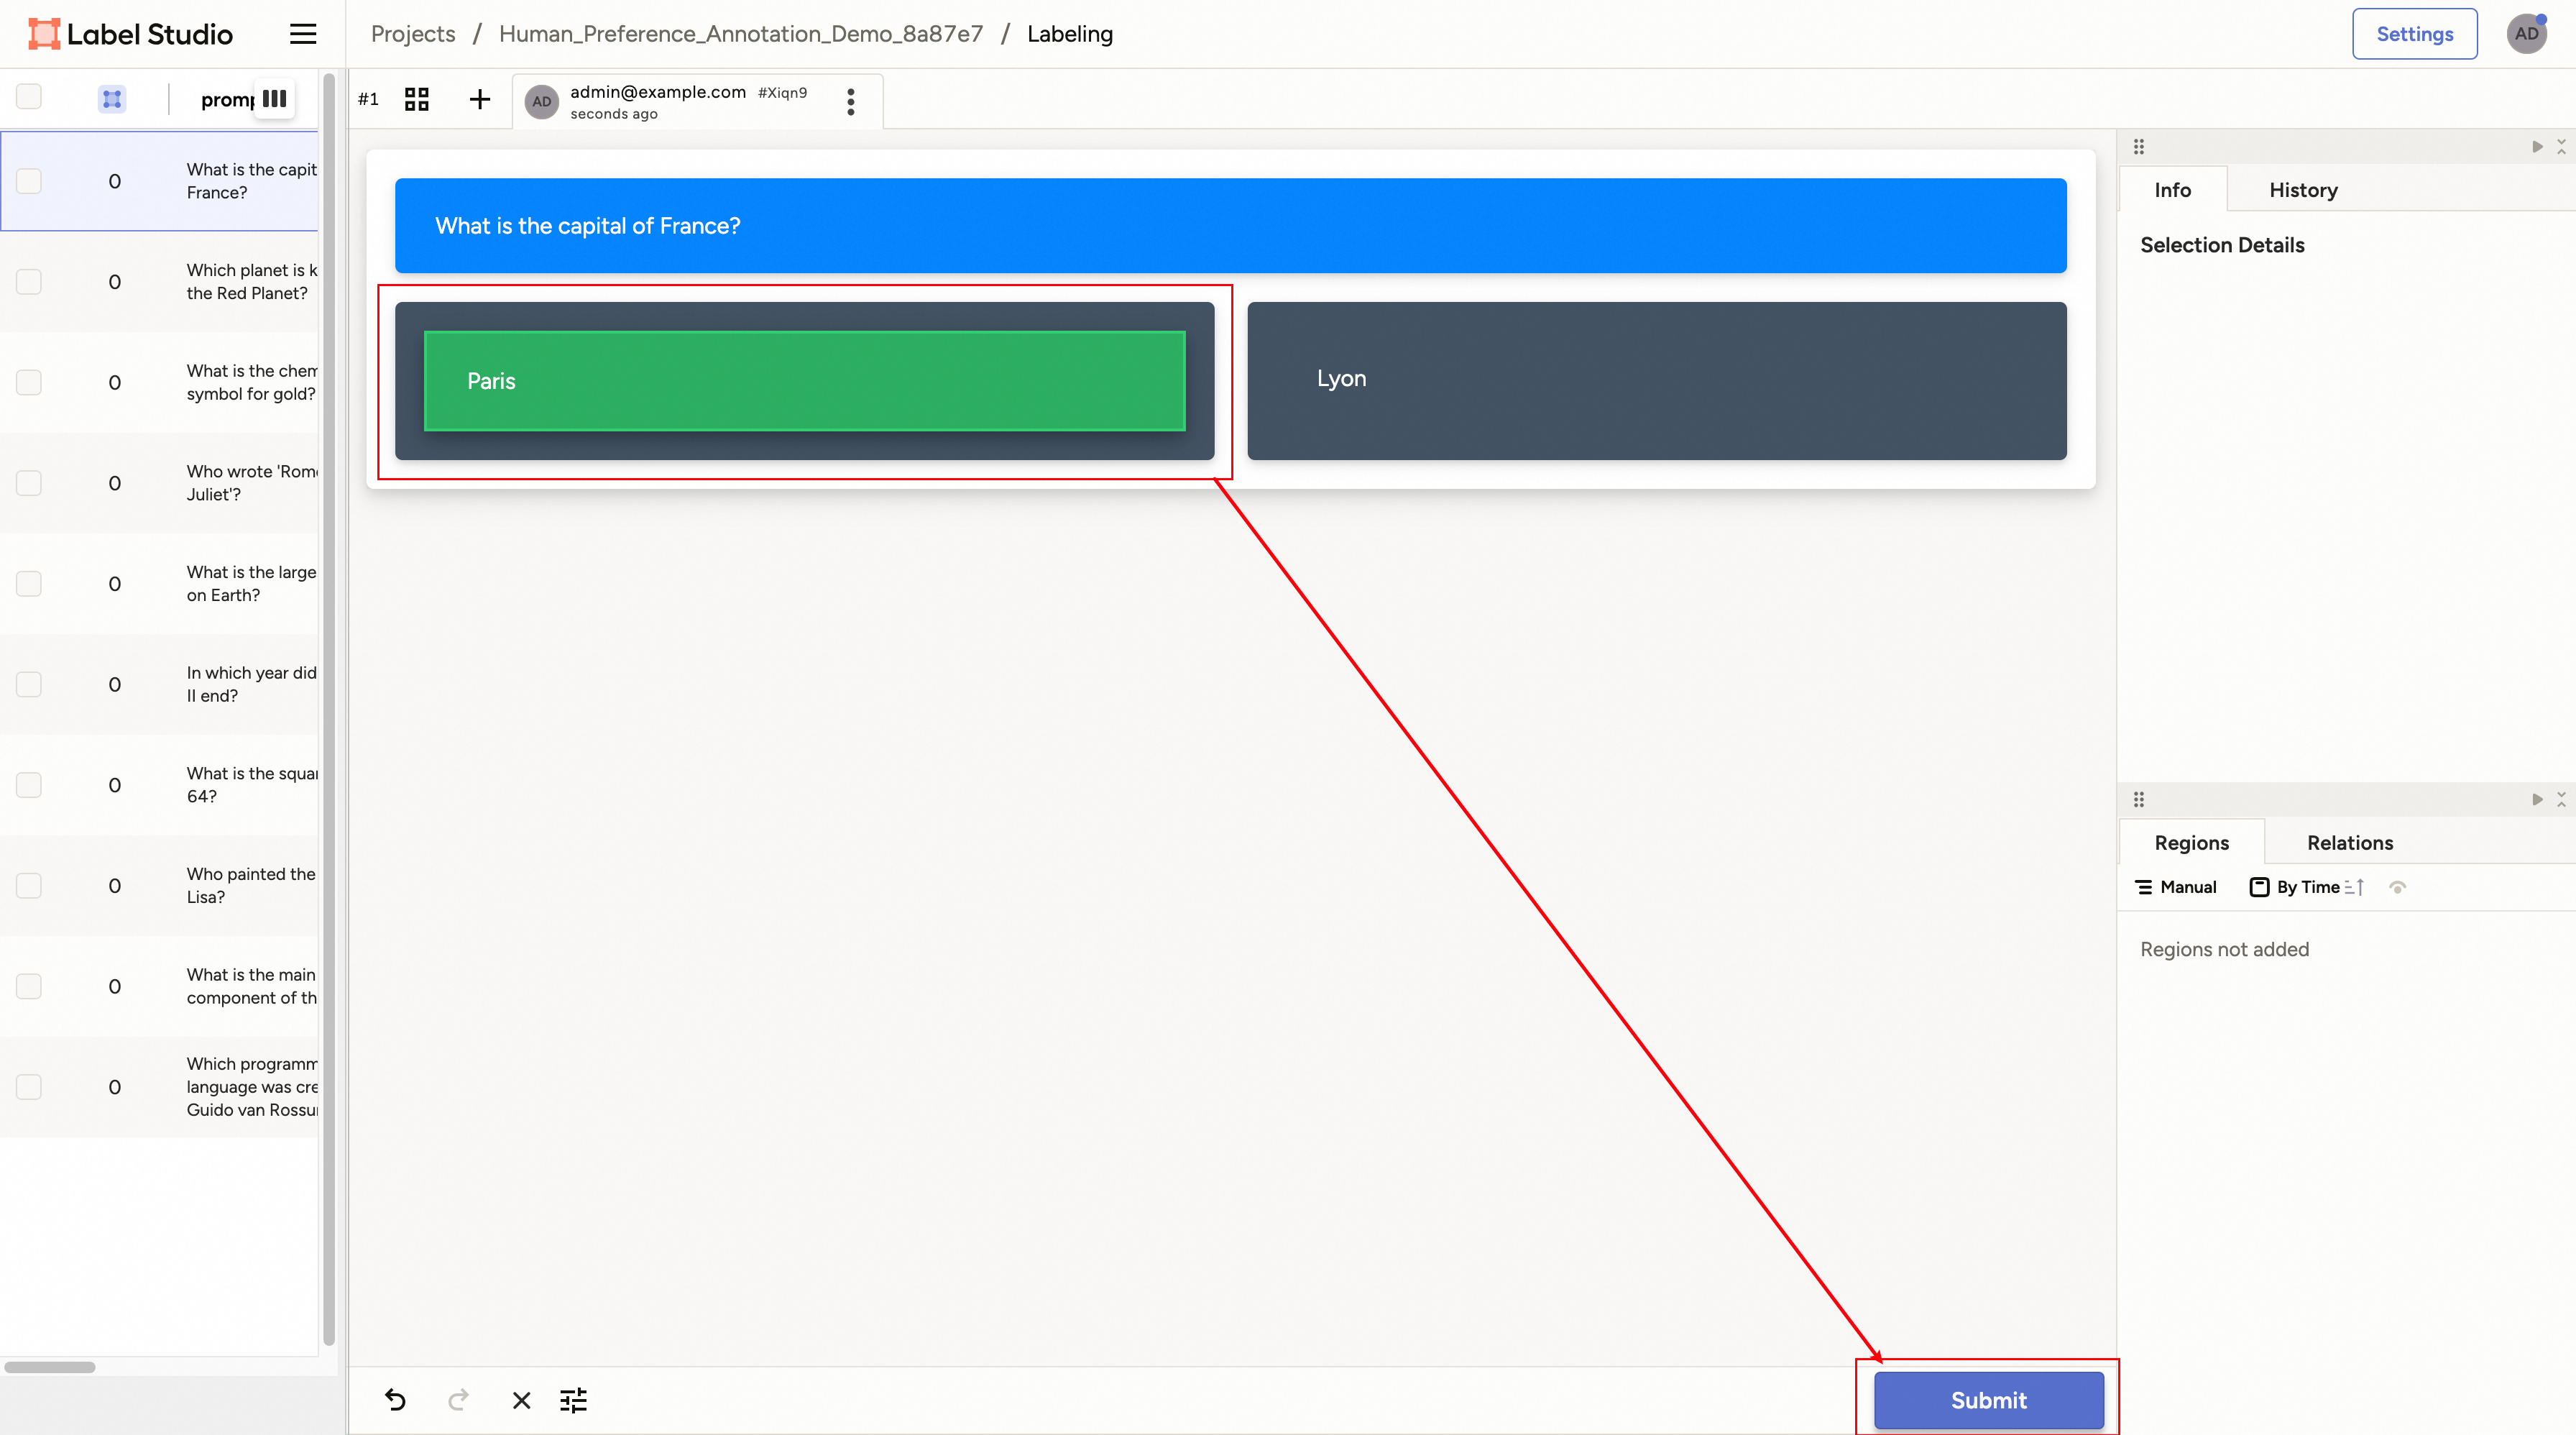 Label Studio
Projects / Human_Preference_Annotation_Demo_8a87e7 / Labeling
Settings
AD
promp
#1
AD
admin@example.com #Xiqn9
seconds ago
0
What is the capit
France?
0
Which planet is k
the Red Planet?
0
What is the chem
symbol for gold?
0
Who wrote 'Rome
Juliet'?
0
What is the large
on Earth?
0
In which year did
II end?
0
What is the squar
64?
0
Who painted the
Lisa?
0
What is the main
component of th
0
Which programm
language was cre
Guido van Rossu
What is the capital of France?
Paris
Lyon
Submit
Info History
Selection Details
Regions Relations
Manual By Time
Regions not added